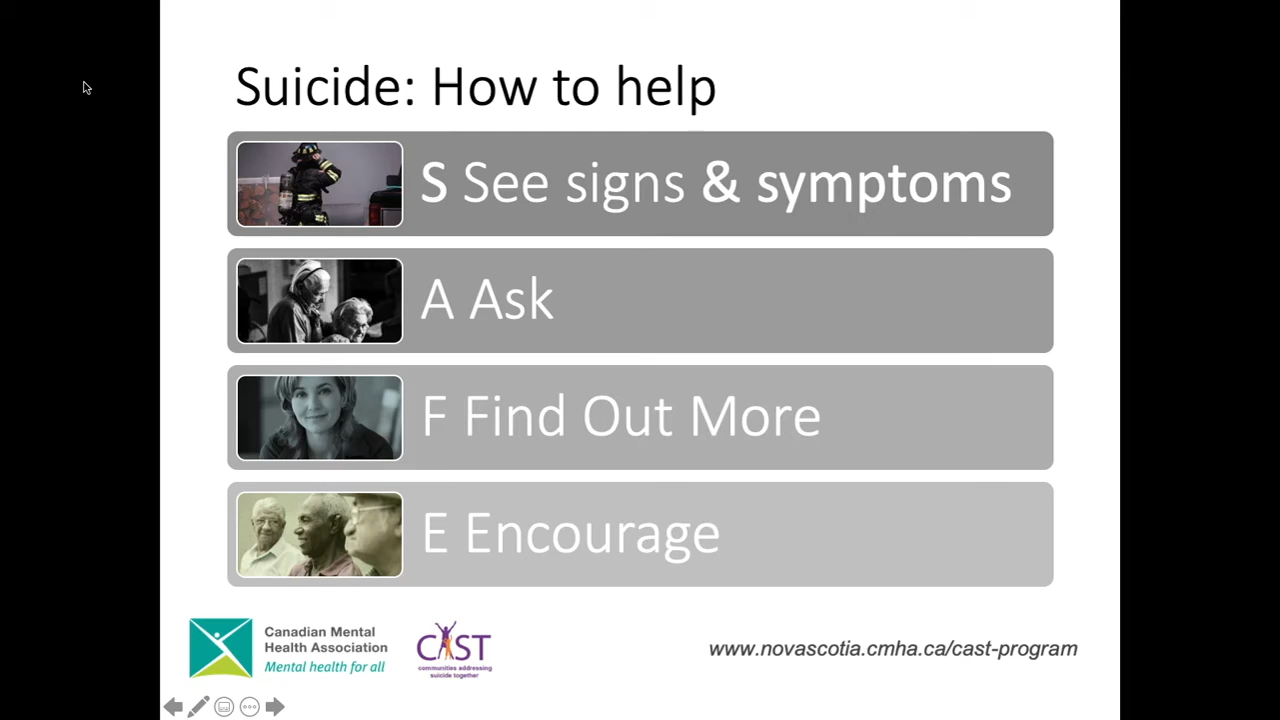 Suicide: How to help
S See signs & symptoms
A Ask
F Find Out More
E Encourage
Canadian Mental
Health Association
Mental health for all
CAST
communities addressing
suicide together
www.novascotia.cmha.ca/cast-program